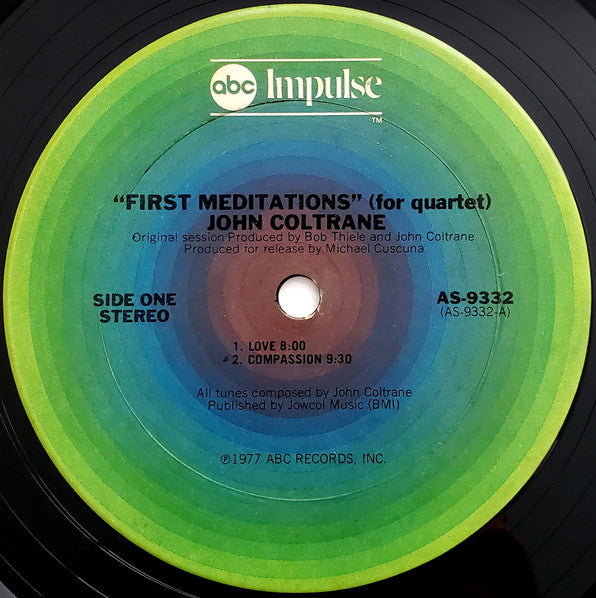 abc Impulse
TM
"FIRST MEDITATIONS" (for quartet)
JOHN COLTRANE
Original session Produced by Bob Thiele and John Coltrane
Produced for release by Michael Cuscuna
SIDE ONE
STEREO
AS-9332
(AS-9332-A)
1. LOVE 8:00
2. COMPASSION 9:30
All tunes composed by John Coltrane
Published by Jowcol Music (BMI)
℗1977 ABC RECORDS, INC.